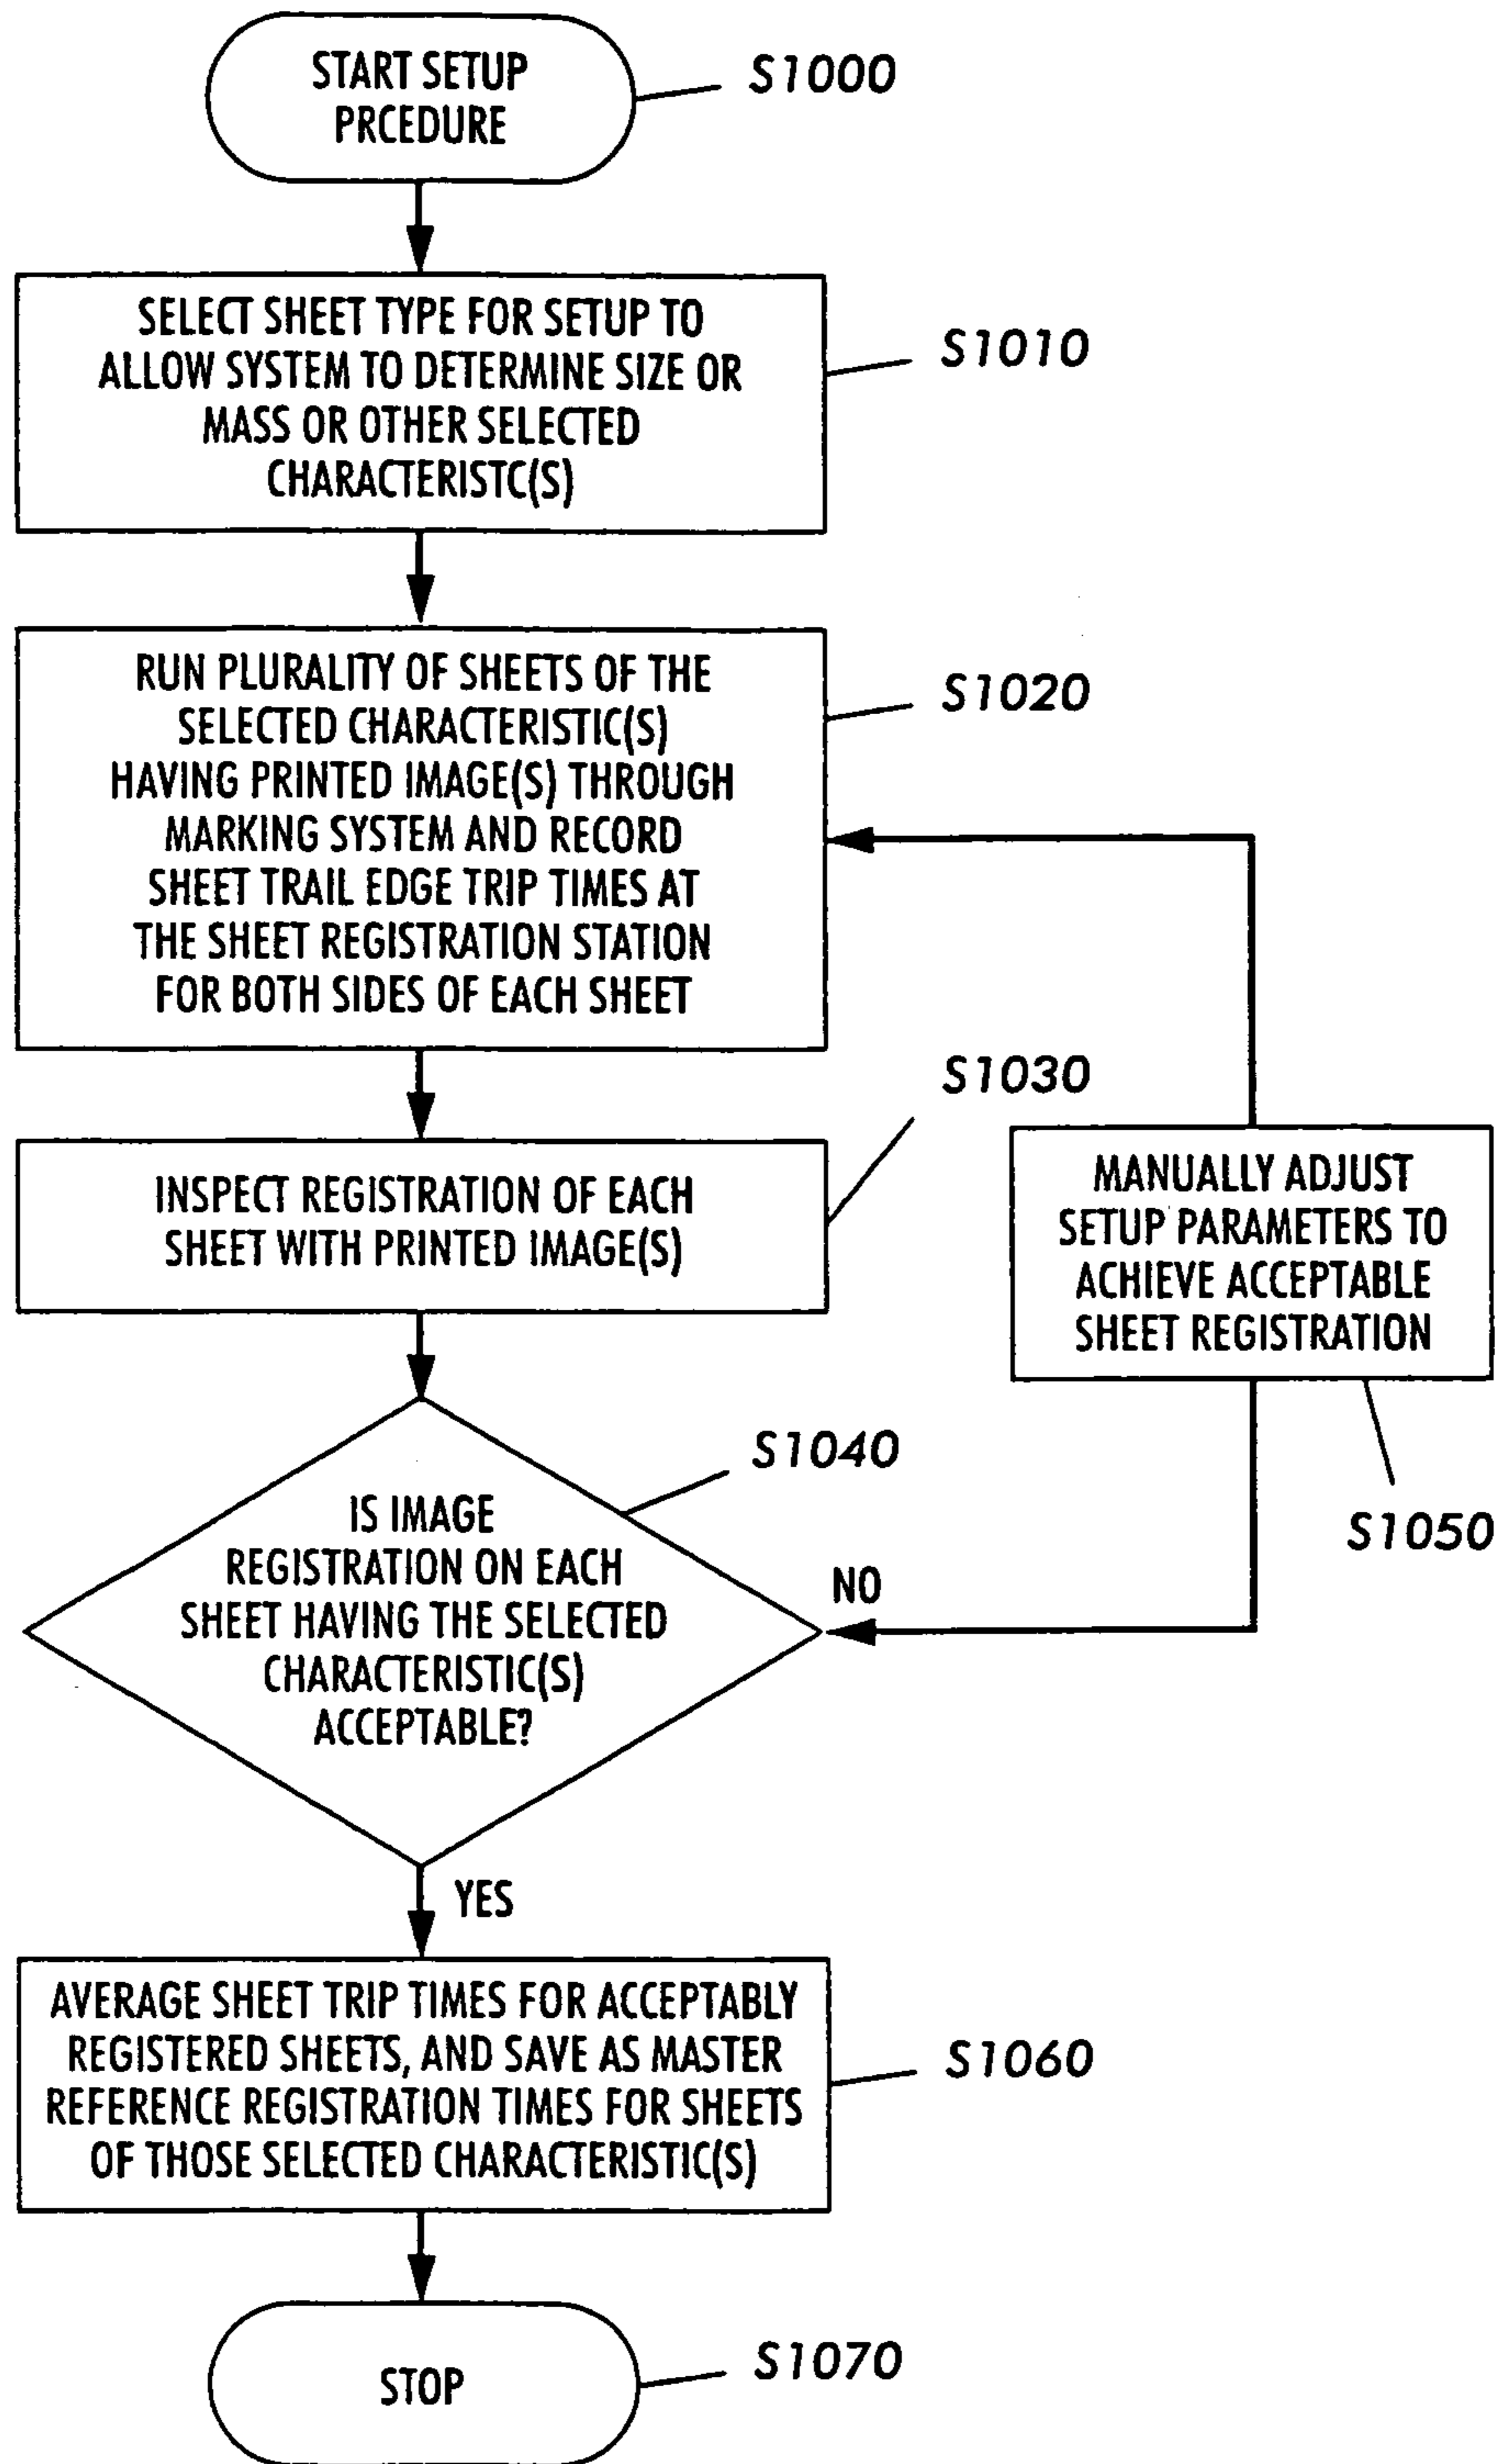 START SETUP
PRCEDURE
S1000
SELECT SHEET TYPE FOR SETUP TO
ALLOW SYSTEM TO DETERMINE SIZE OR
MASS OR OTHER SELECTED
CHARACTERISTC(S)
S1010
RUN PLURALITY OF SHEETS OF THE
SELECTED CHARACTERISTIC(S)
HAVING PRINTED IMAGE(S) THROUGH
MARKING SYSTEM AND RECORD
SHEET TRAIL EDGE TRIP TIMES AT
THE SHEET REGISTRATION STATION
FOR BOTH SIDES OF EACH SHEET
S1020
INSPECT REGISTRATION OF EACH
SHEET WITH PRINTED IMAGE(S)
S1030
MANUALLY ADJUST
SETUP PARAMETERS TO
ACHIEVE ACCEPTABLE
SHEET REGISTRATION
S1050
IS IMAGE
REGISTRATION ON EACH
SHEET HAVING THE SELECTED
CHARACTERISTIC(S)
ACCEPTABLE?
S1040
NO
YES
AVERAGE SHEET TRIP TIMES FOR ACCEPTABLY
REGISTERED SHEETS, AND SAVE AS MASTER
REFERENCE REGISTRATION TIMES FOR SHEETS
OF THOSE SELECTED CHARACTERISTIC(S)
S1060
STOP
S1070